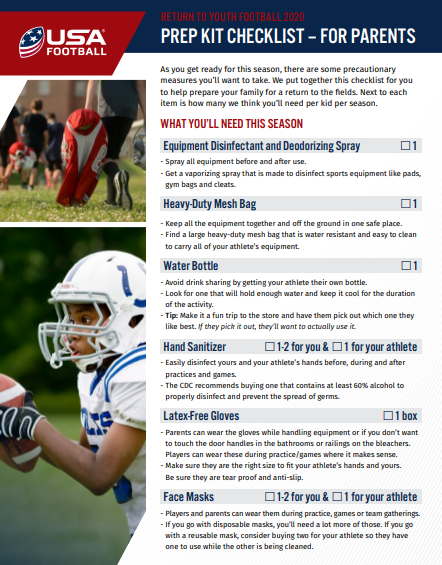 USA
FOOTBALL
RETURN TO YOUTH FOOTBALL 2020
PREP KIT CHECKLIST – FOR PARENTS
As you get ready for this season, there are some precautionary
measures you'll want to take. We put together this checklist for you
to help prepare your family for a return to the fields. Next to each
item is how many we think you'll need per kid per season.
WHAT YOU'LL NEED THIS SEASON
Equipment Disinfectant and Deodorizing Spray ☐ 1
- Spray all equipment before and after use.
- Get a vaporizing spray that is made to disinfect sports equipment like pads,
gym bags and cleats.
Heavy-Duty Mesh Bag ☐ 1
- Keep all the equipment together and off the ground in one safe place.
- Find a large heavy-duty mesh bag that is water resistant and easy to clean
to carry all of your athlete's equipment.
Water Bottle ☐ 1
- Avoid drink sharing by getting your athlete their own bottle.
- Look for one that will hold enough water and keep it cool for the duration
of the activity.
- Tip: Make it a fun trip to the store and have them pick out which one they
like best. If they pick it out, they'll want to actually use it.
Hand Sanitizer ☐ 1-2 for you & ☐ 1 for your athlete
- Easily disinfect yours and your athlete's hands before, during and after
practices and games.
- The CDC recommends buying one that contains at least 60% alcohol to
properly disinfect and prevent the spread of germs.
Latex-Free Gloves ☐ 1 box
- Parents can wear the gloves while handling equipment or if you don't want
to touch the door handles in the bathrooms or railings on the bleachers.
Players can wear these during practice/games where it makes sense.
- Make sure they are the right size to fit your athlete's hands and yours.
Be sure they are tear proof and anti-slip.
Face Masks ☐ 1-2 for you & ☐ 1 for your athlete
- Players and parents can wear them during practice, games or team gatherings.
- If you go with disposable masks, you'll need a lot more of those. If you go
with a reusable mask, consider buying two for your athlete so they have
one to use while the other is being cleaned.